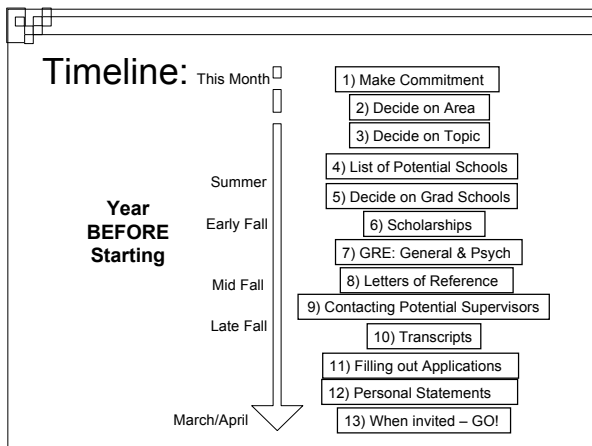 Timeline:
This Month
1) Make Commitment
2) Decide on Area
3) Decide on Topic
4) List of Potential Schools
Summer
5) Decide on Grad Schools
Year
BEFORE
Starting
Early Fall
6) Scholarships
7) GRE: General & Psych
Mid Fall
8) Letters of Reference
9) Contacting Potential Supervisors
Late Fall
10) Transcripts
11) Filling out Applications
12) Personal Statements
March/April
13) When invited – GO!